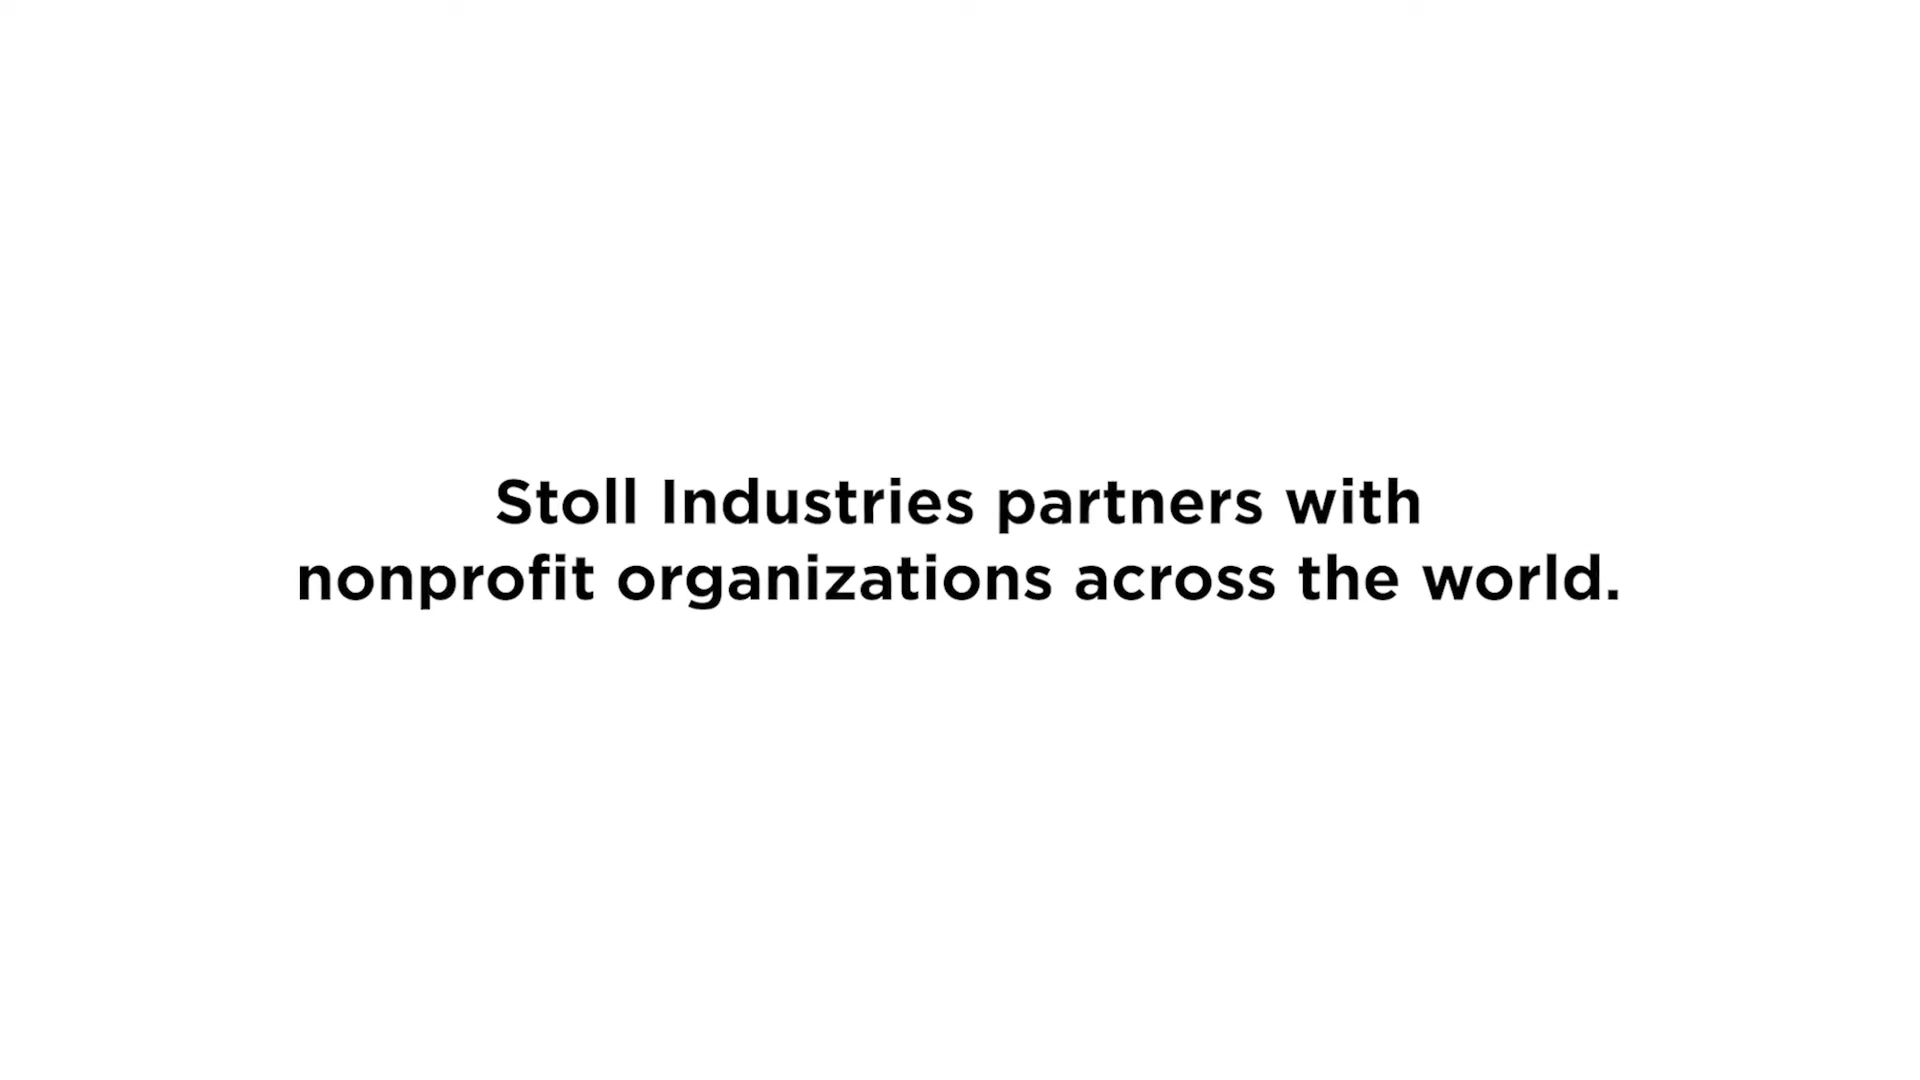 Stoll Industries partners with
nonprofit organizations across the world.